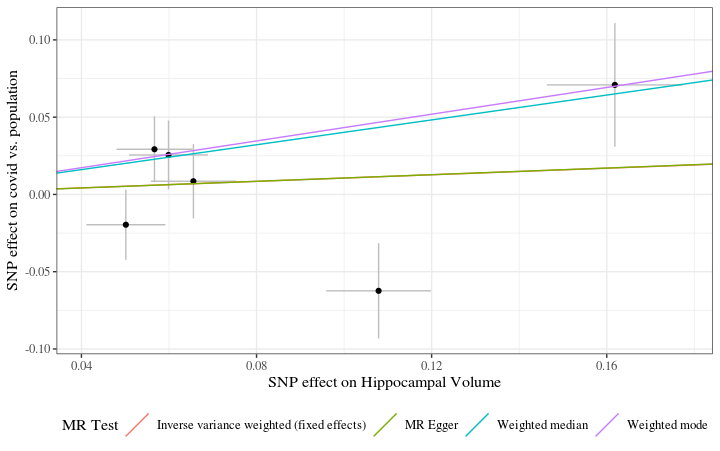 SNP effect on covid vs. population
0.10
0.05
0.00
-0.05
-0.10
0.04 0.08 0.12 0.16
SNP effect on Hippocampal Volume
MR Test Inverse variance weighted (fixed effects) MR Egger Weighted median Weighted mode